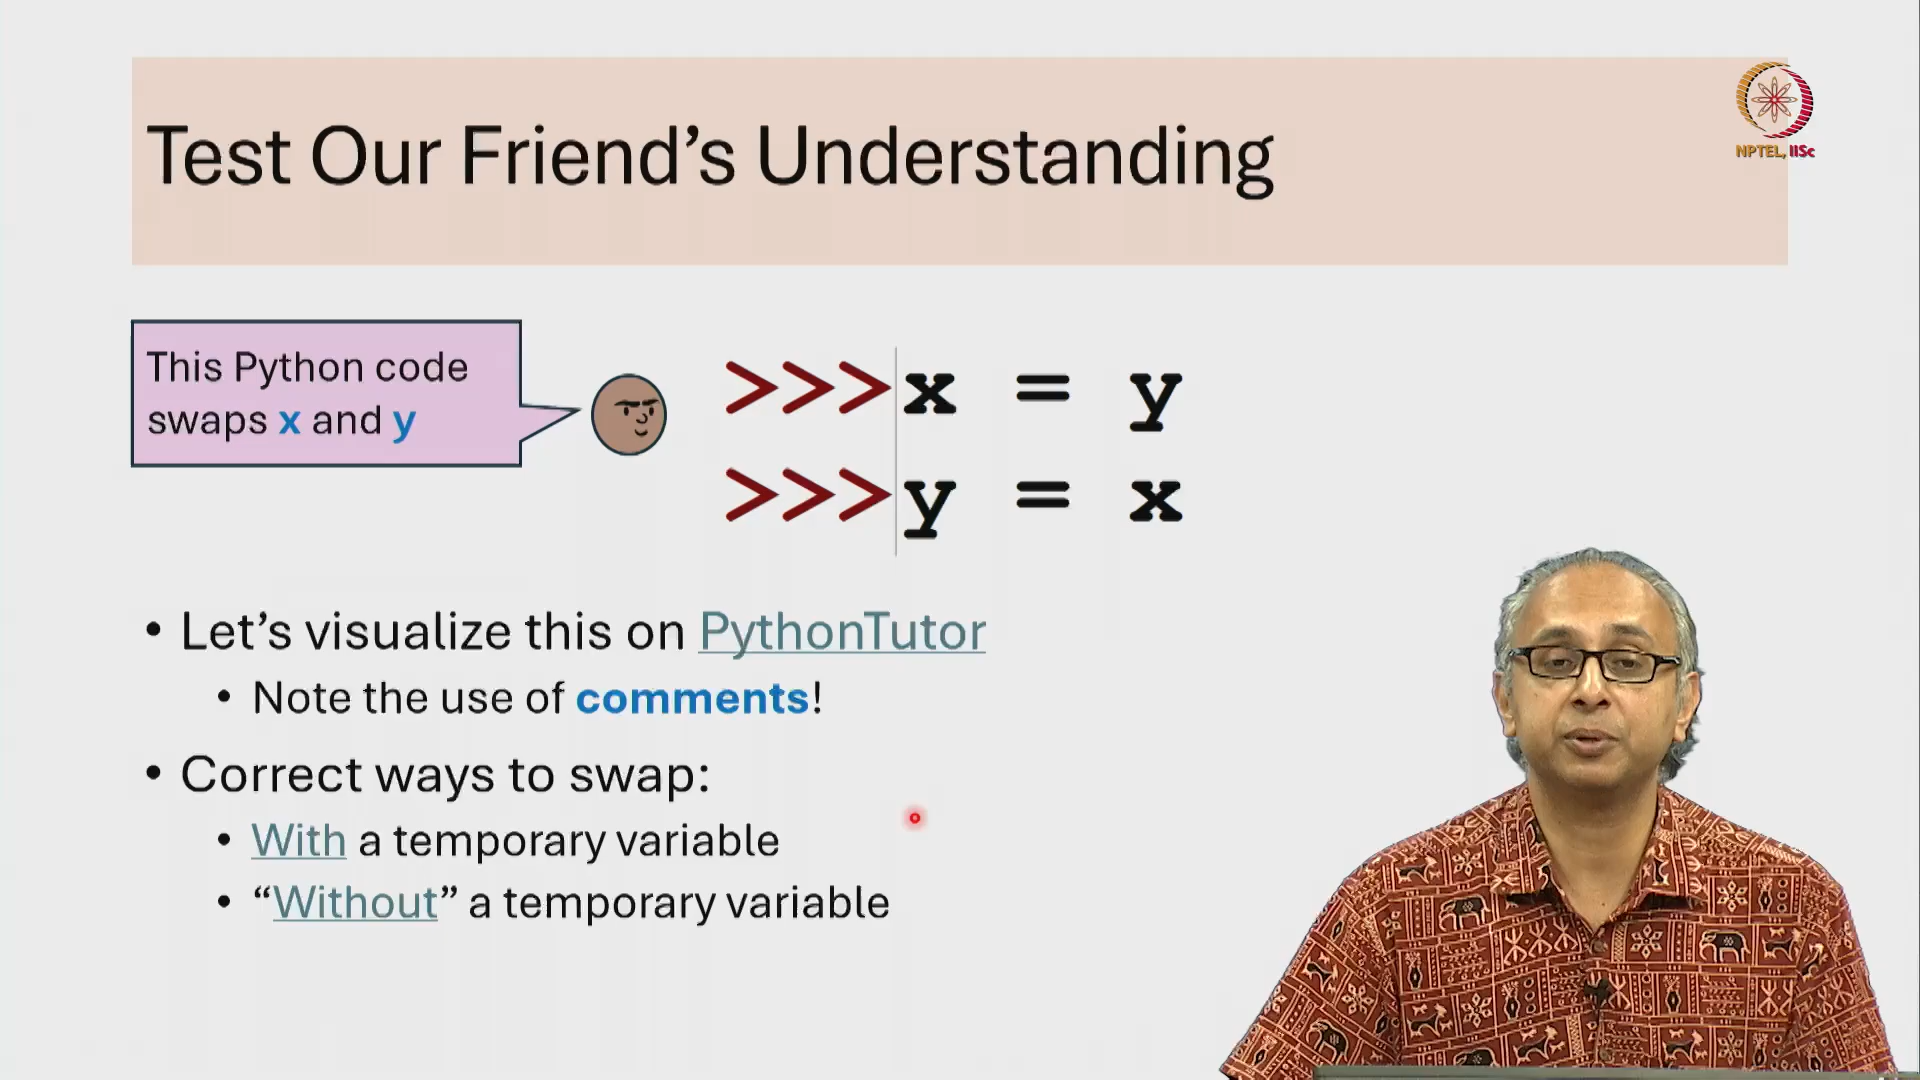 Test Our Friend’s Understanding
NPTEL, IISc
This Python code
swaps x and y
>>> x = y
>>> y = x
• Let’s visualize this on PythonTutor
• Note the use of comments!
• Correct ways to swap:
• With a temporary variable
• “Without” a temporary variable